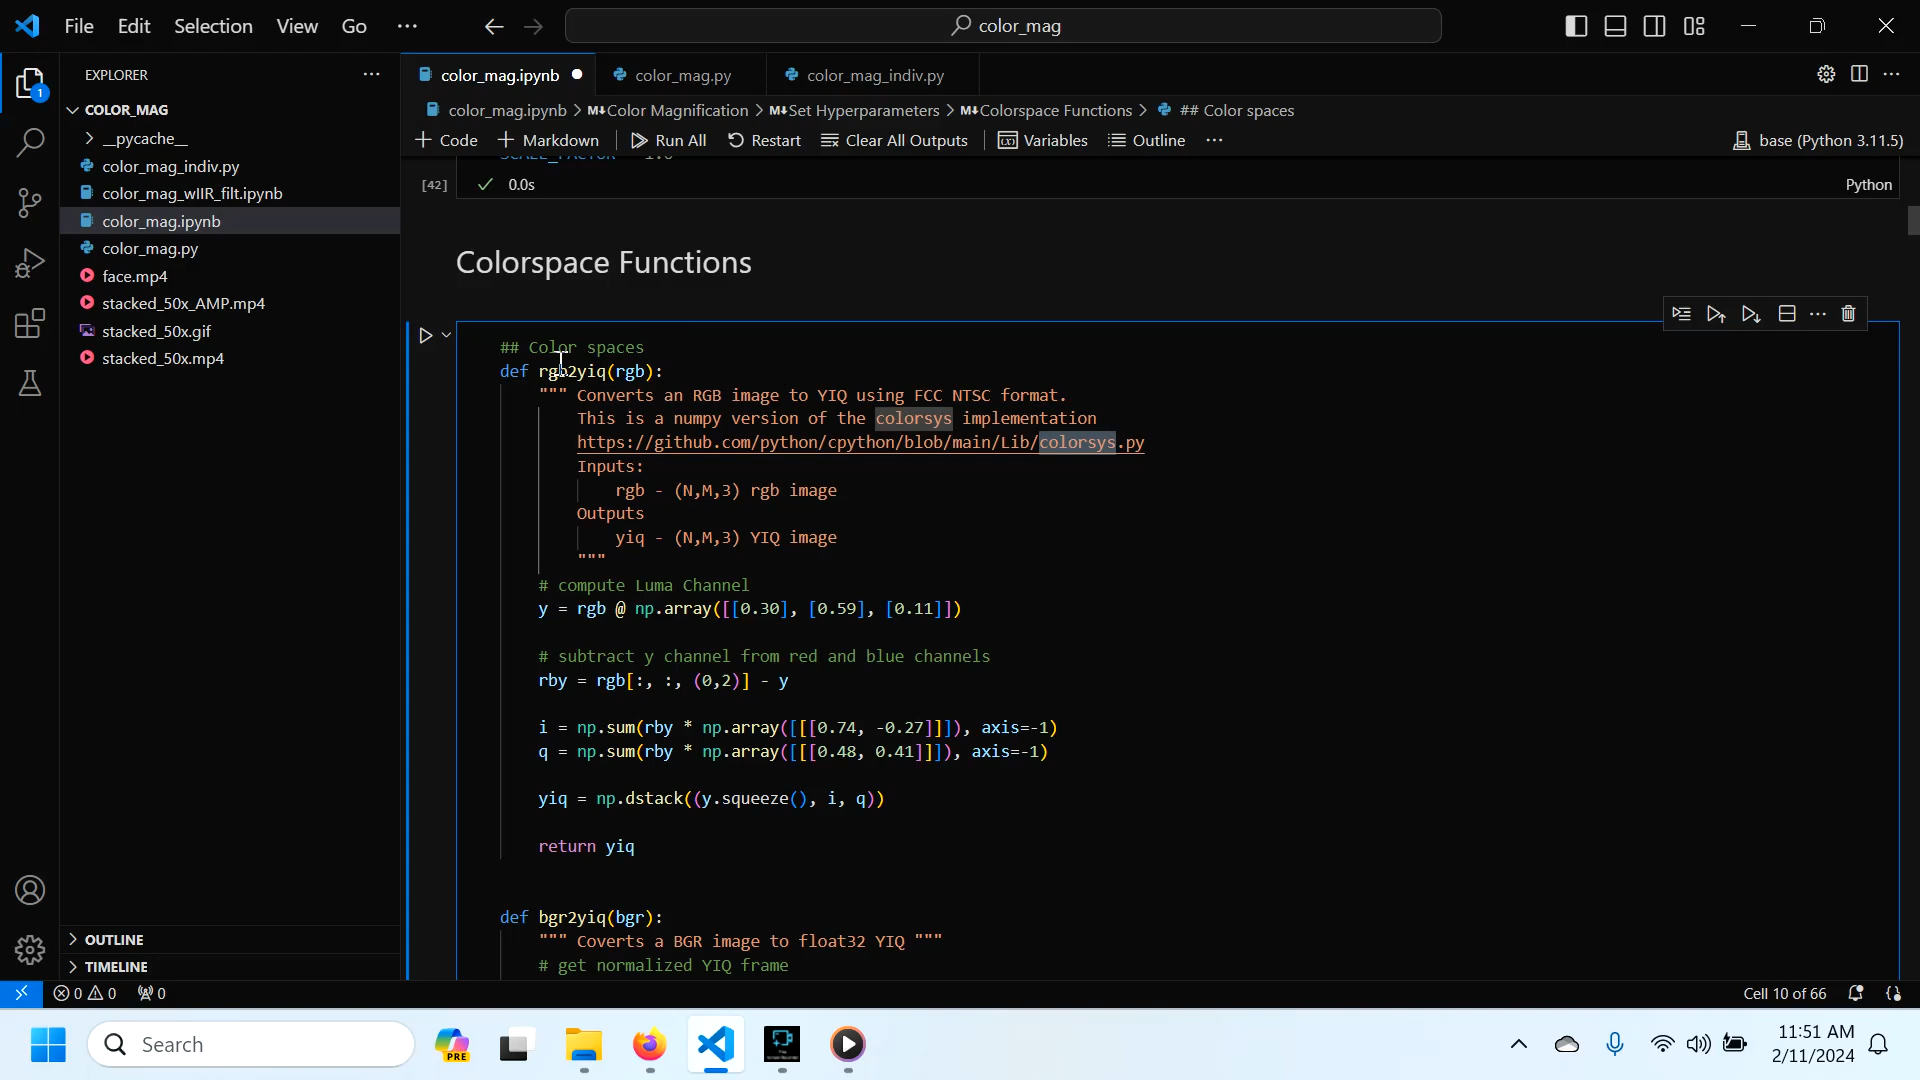 File Edit Selection View Go ···
color_mag
EXPLORER
COLOR_MAG
__pycache__
color_mag_indiv.py
color_mag_wIIR_filt.ipynb
color_mag.ipynb
color_mag.py
face.mp4
stacked_50x_AMP.mp4
stacked_50x.gif
stacked_50x.mp4
OUTLINE
TIMELINE
1
color_mag.ipynb color_mag.py color_mag_indiv.py
color_mag.ipynb > M↓Color Magnification > M↓Set Hyperparameters > M↓Colorspace Functions > ## Color spaces
+ Code + Markdown Run All Restart Clear All Outputs Variables Outline ··· base (Python 3.11.5)
SCALE_FACTOR = 1.0
[42] 0.0s Python
Colorspace Functions
## Color spaces
def rgb2yiq(rgb):
""" Converts an RGB image to YIQ using FCC NTSC format.
This is a numpy version of the colorsys implementation
https://github.com/python/cpython/blob/main/Lib/colorsys.py
Inputs:
rgb - (N,M,3) rgb image
Outputs
yiq - (N,M,3) YIQ image
"""
# compute Luma Channel
y = rgb @ np.array([[0.30], [0.59], [0.11]])
# subtract y channel from red and blue channels
rby = rgb[:, :, (0,2)] - y
i = np.sum(rby * np.array([[[0.74, -0.27]]]), axis=-1)
q = np.sum(rby * np.array([[[0.48, 0.41]]]), axis=-1)
yiq = np.dstack((y.squeeze(), i, q))
return yiq
def bgr2yiq(bgr):
""" Coverts a BGR image to float32 YIQ """
# get normalized YIQ frame
0 0 0 Cell 10 of 66
Search
PRE
11:51 AM
2/11/2024